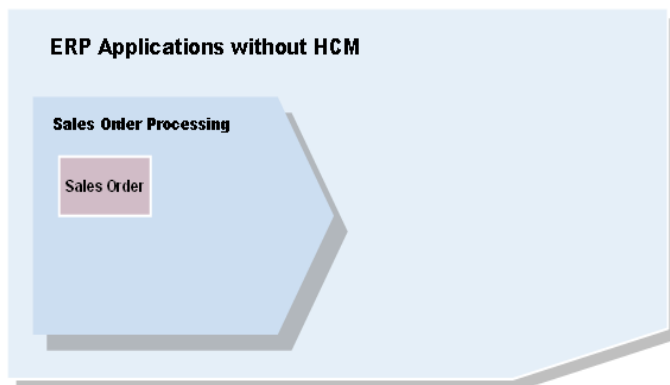 ERP Applications without HCM
Sales Order Processing
Sales Order